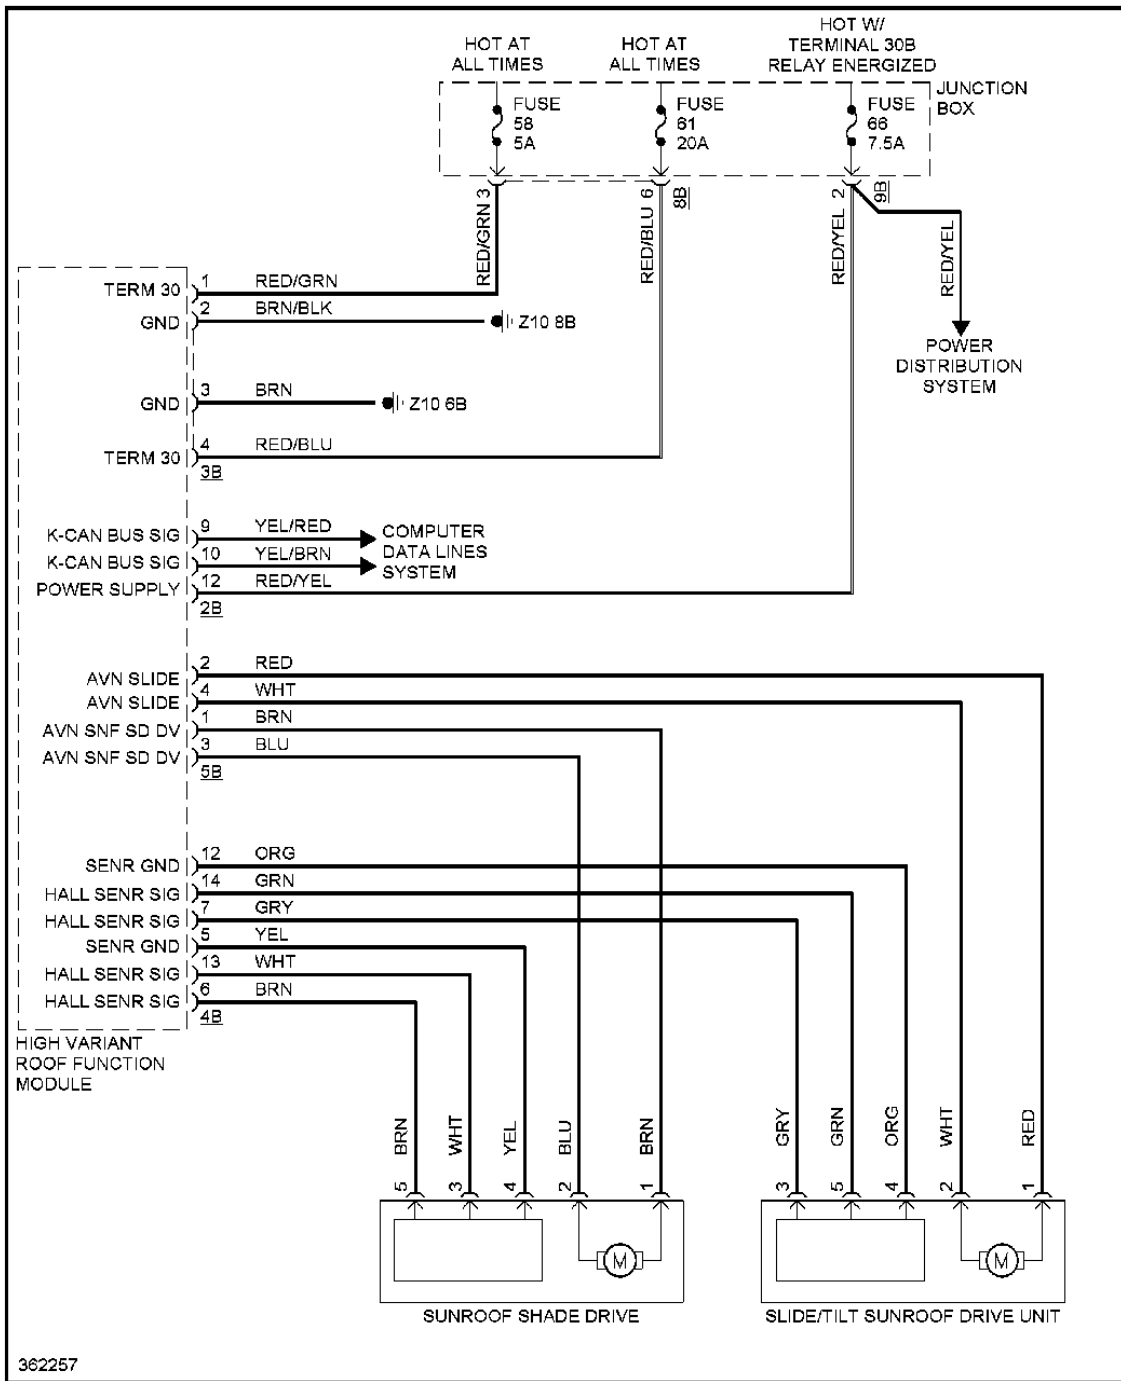 HOT AT
ALL TIMES
HOT AT
ALL TIMES
HOT W/
TERMINAL 30B
RELAY ENERGIZED
JUNCTION
BOX
FUSE
58
5A
FUSE
61
20A
FUSE
66
7.5A
3
6
8B
2
9B
RED/GRN
RED/BLU
RED/YEL
RED/YEL
POWER
DISTRIBUTION
SYSTEM
TERM 30 1 RED/GRN
GND 2 BRN/BLK Z10 8B
GND 3 BRN Z10 6B
TERM 30 4 RED/BLU
3B
K-CAN BUS SIG 9 YEL/RED
K-CAN BUS SIG 10 YEL/BRN
COMPUTER
DATA LINES
SYSTEM
POWER SUPPLY 12 RED/YEL
2B
AVN SLIDE 2 RED
AVN SLIDE 4 WHT
AVN SNF SD DV 1 BRN
AVN SNF SD DV 3 BLU
5B
SENR GND 12 ORG
HALL SENR SIG 14 GRN
HALL SENR SIG 7 GRY
SENR GND 5 YEL
HALL SENR SIG 13 WHT
HALL SENR SIG 6 BRN
4B
HIGH VARIANT
ROOF FUNCTION
MODULE
BRN
WHT
YEL
BLU
BRN
GRY
GRN
ORG
WHT
RED
5
3
4
2
1
3
5
4
2
1
M
M
SUNROOF SHADE DRIVE
SLIDE/TILT SUNROOF DRIVE UNIT
362257